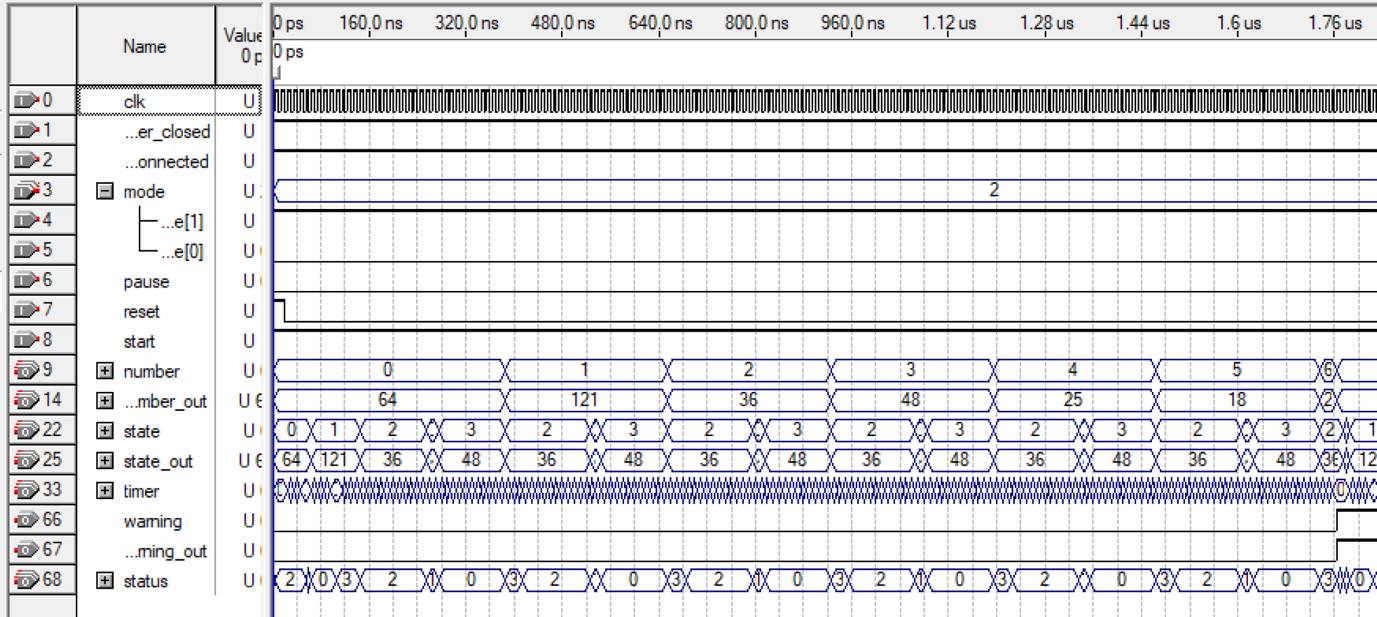 Name Value 0 p 0 ps 160.0 ns 320.0 ns 480.0 ns 640.0 ns 800.0 ns 960.0 ns 1.12 us 1.28 us 1.44 us 1.6 us 1.76 us
0 ps
0 clk U
1 ...er_closed U
2 ...onnected U
3 mode U 2
4 ...e[1] U
5 ...e[0] U
6 pause U
7 reset U
8 start U
9 number U 0 1 2 3 4 5 6
14 ...mber_out U 6 64 121 36 48 25 18 2
22 state U 0 1 2 3 2 3 2 3 2 3 2 3 2 3 2 1
25 state_out U 6 64 121 36 48 36 48 36 48 36 48 36 48 36 48 36 12
33 timer U 0
66 warning U
67 ...rning_out U
68 status U 2 0 3 2 1 0 3 2 0 3 2 1 0 3 2 1 0 3 2 0 3 2 1 0 3 0